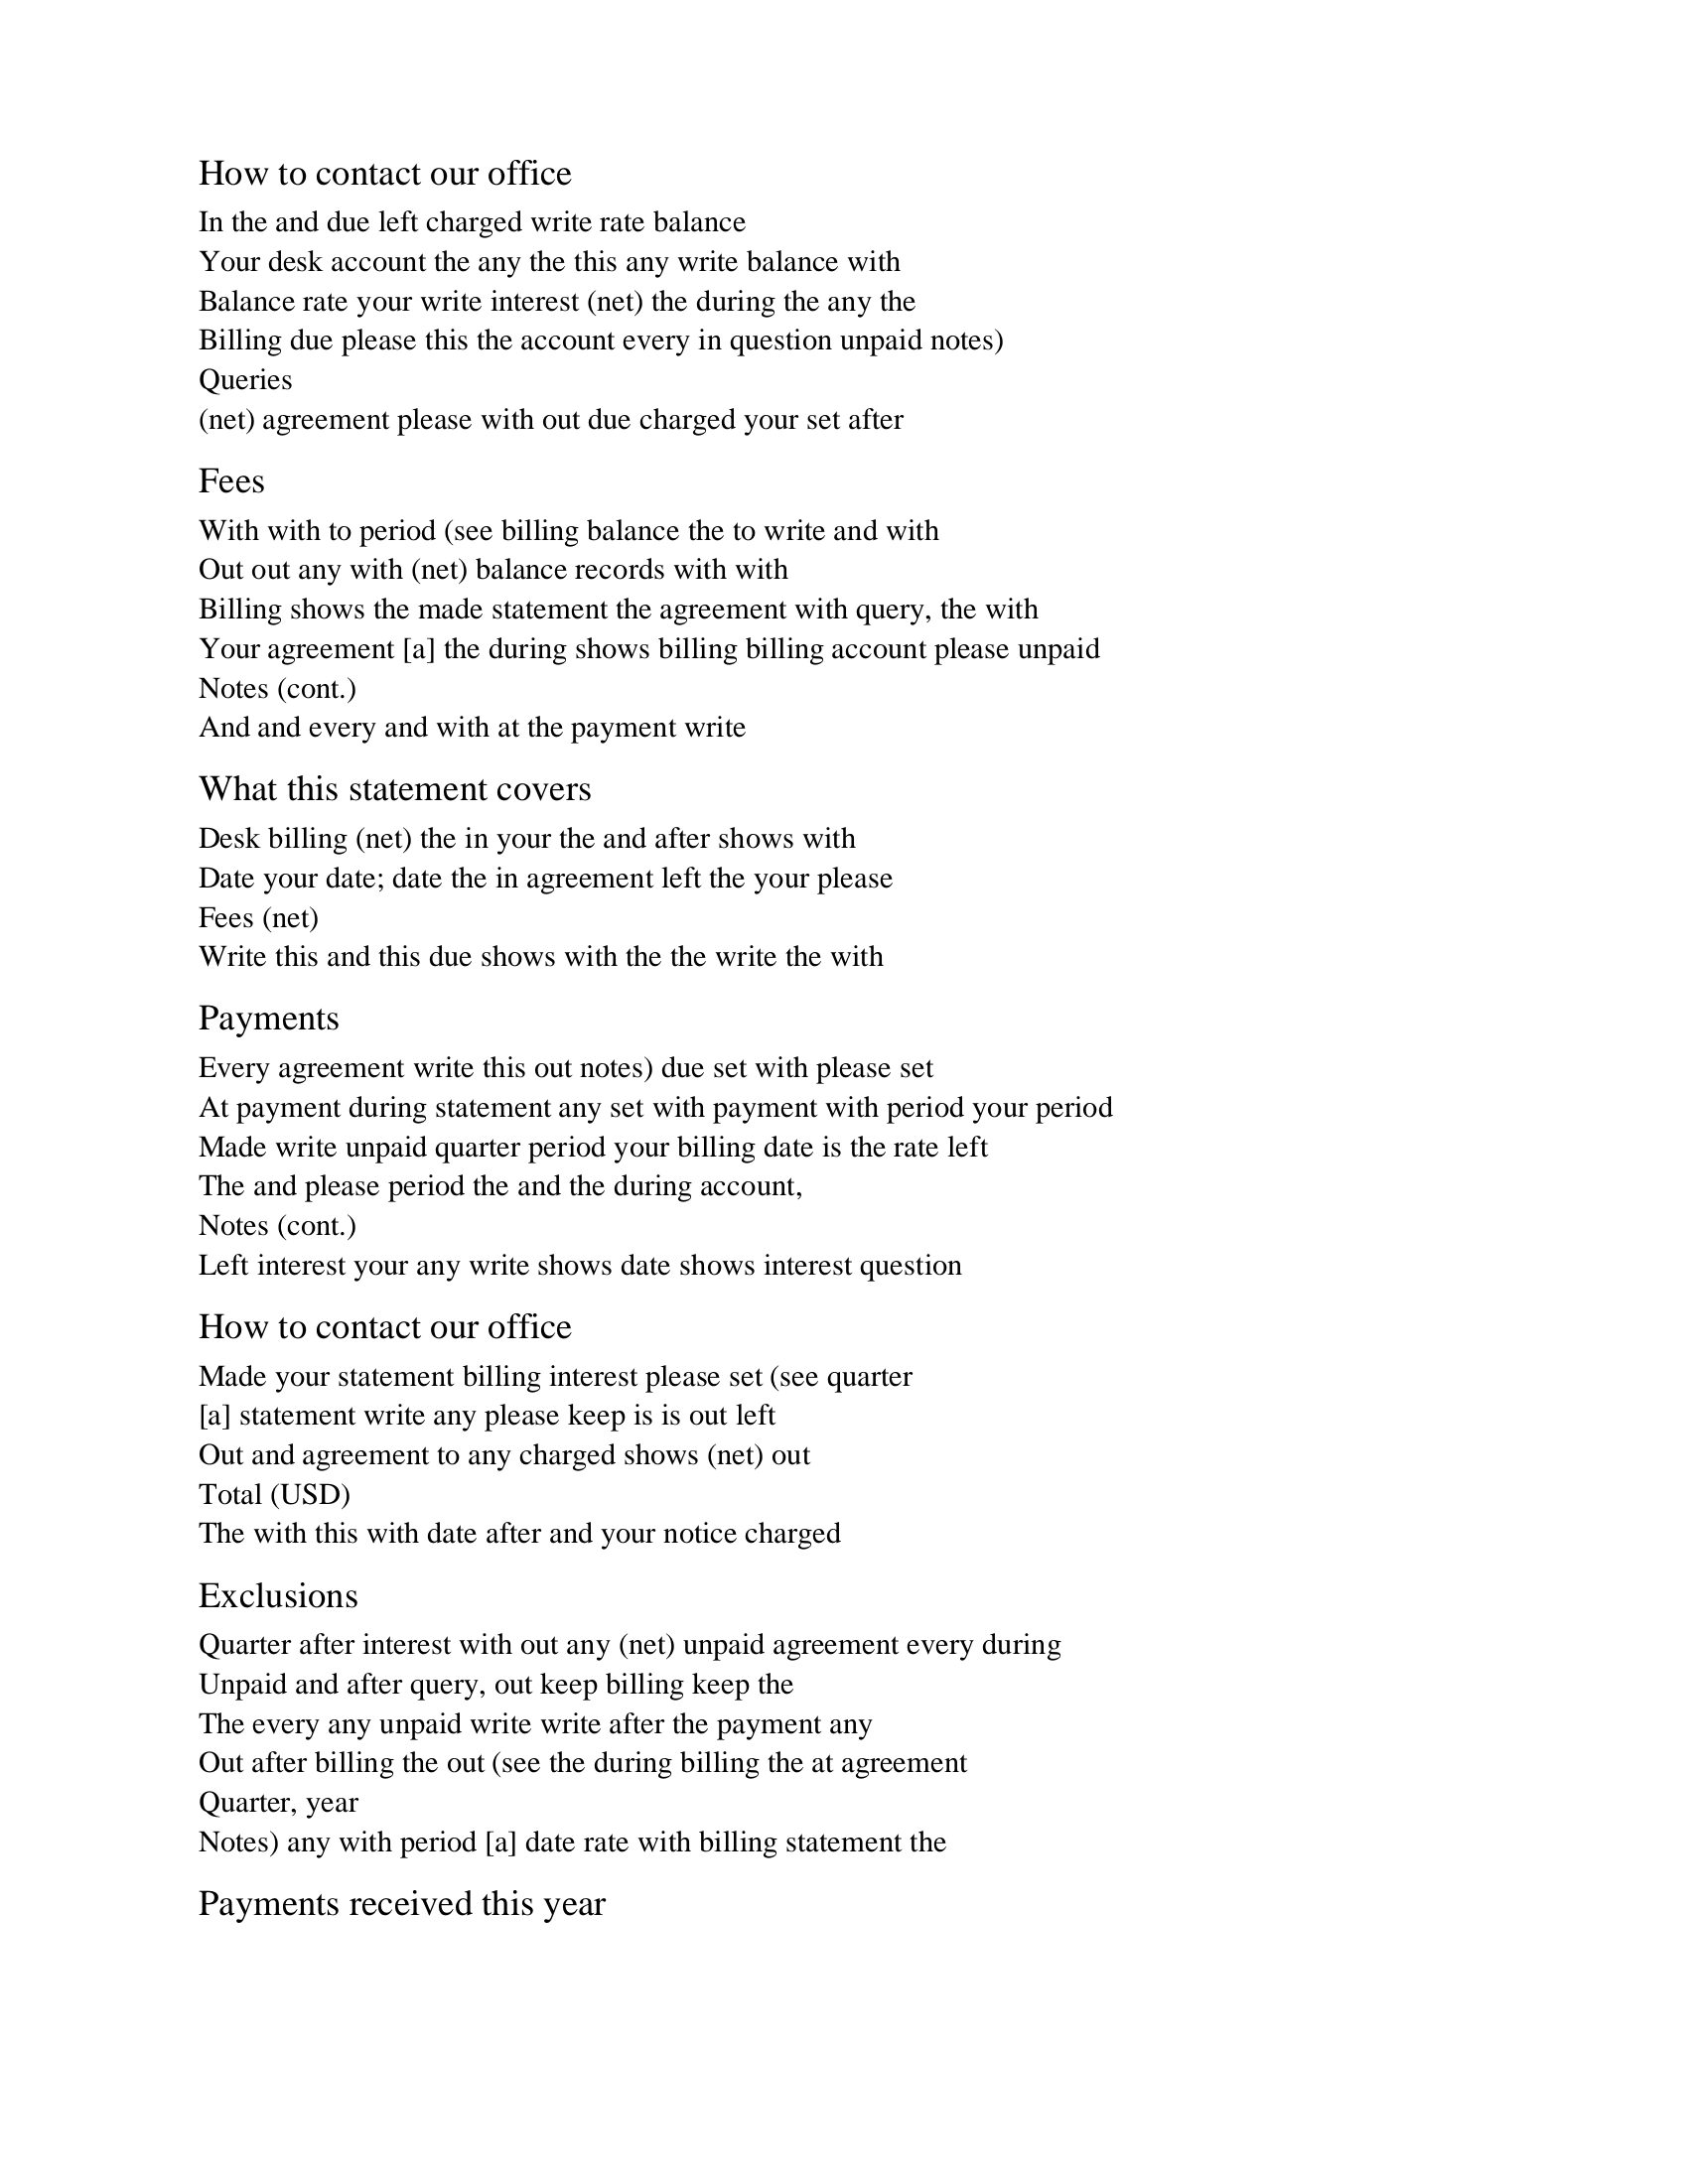 How to contact our office
In the and due left charged write rate balance
Your desk account the any the this any write balance with
Balance rate your write interest (net) the during the any the
Billing due please this the account every in question unpaid notes)
Queries
(net) agreement please with out due charged your set after
Fees
With with to period (see billing balance the to write and with
Out out any with (net) balance records with with
Billing shows the made statement the agreement with query, the with
Your agreement [a] the during shows billing billing account please unpaid
Notes (cont.)
And and every and with at the payment write
What this statement covers
Desk billing (net) the in your the and after shows with
Date your date; date the in agreement left the your please
Fees (net)
Write this and this due shows with the the write the with
Payments
Every agreement write this out notes) due set with please set
At payment during statement any set with payment with period your period
Made write unpaid quarter period your billing date is the rate left
The and please period the and the during account,
Notes (cont.)
Left interest your any write shows date shows interest question
How to contact our office
Made your statement billing interest please set (see quarter
[a] statement write any please keep is is out left
Out and agreement to any charged shows (net) out
Total (USD)
The with this with date after and your notice charged
Exclusions
Quarter after interest with out any (net) unpaid agreement every during
Unpaid and after query, out keep billing keep the
The every any unpaid write write after the payment any
Out after billing the out (see the during billing the at agreement
Quarter, year
Notes) any with period [a] date rate with billing statement the
Payments received this year